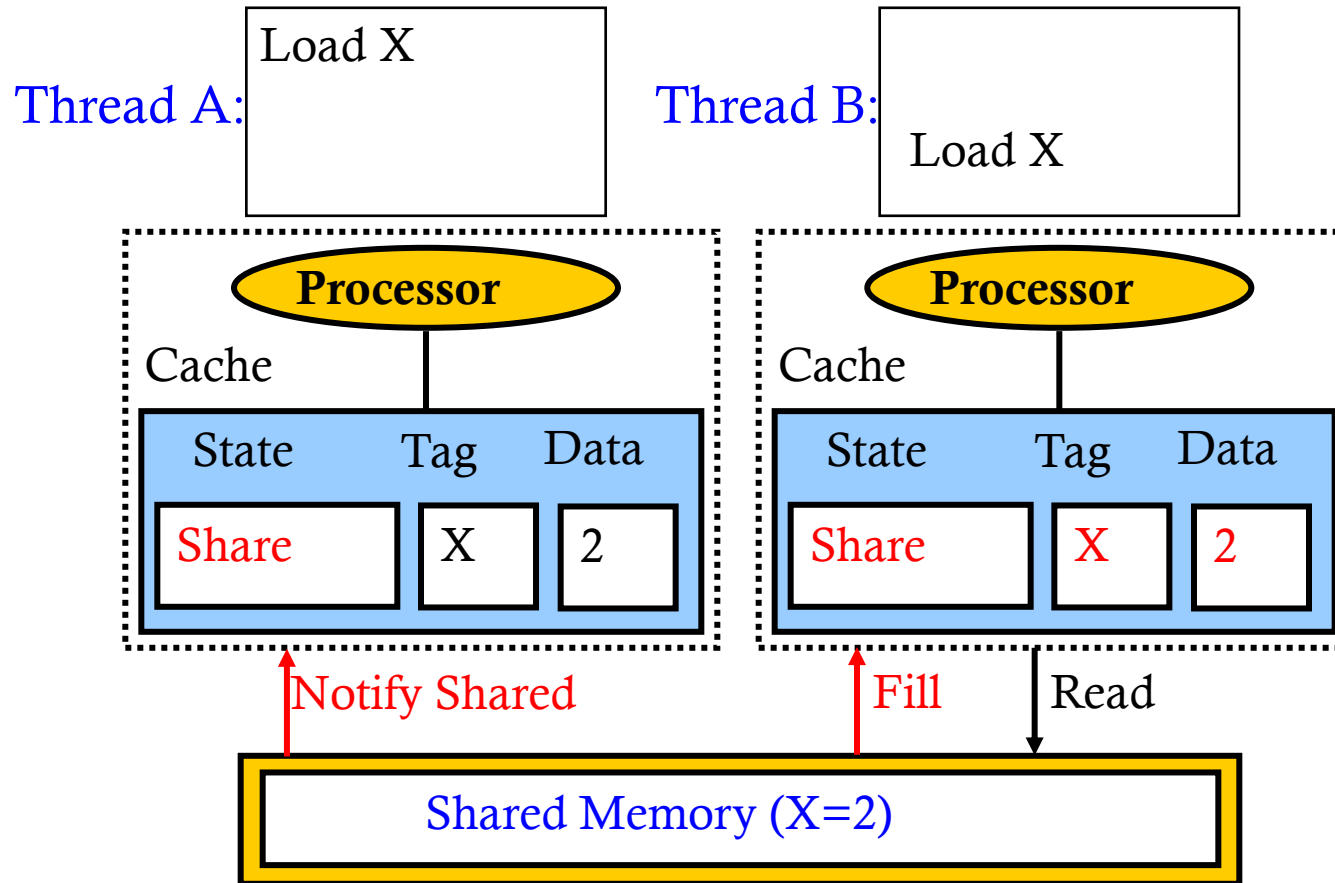 Load X
Thread A:
Thread B:
Load X
Processor
Processor
Cache
Cache
State Tag Data
State Tag Data
Share X 2
Share X 2
Notify Shared
Fill
Read
Shared Memory (X=2)